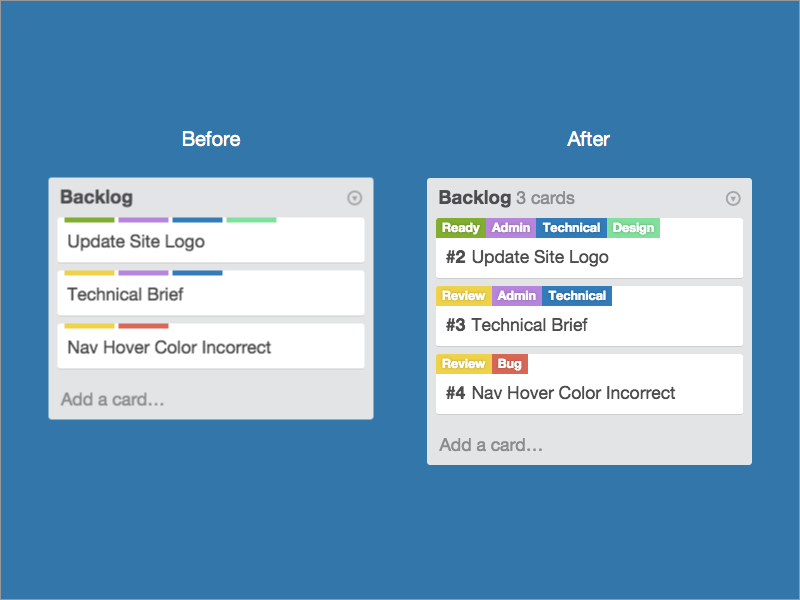 Before
Backlog
Update Site Logo
Technical Brief
Nav Hover Color Incorrect
Add a card…
After
Backlog 3 cards
Ready Admin Technical Design
#2 Update Site Logo
Review Admin Technical
#3 Technical Brief
Review Bug
#4 Nav Hover Color Incorrect
Add a card…